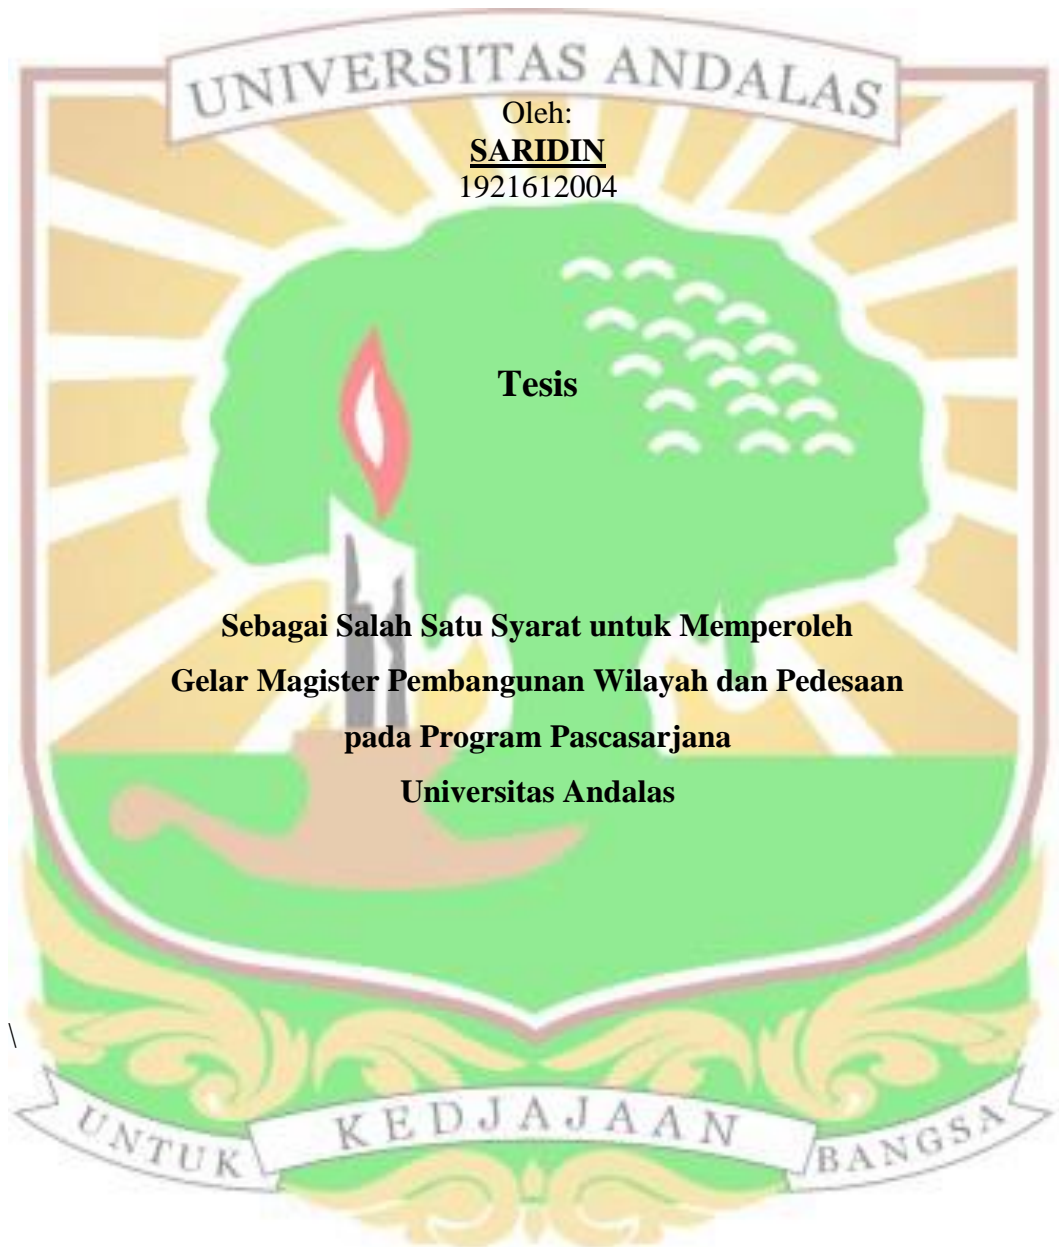 UNIVERSITAS ANDALAS
Oleh:
SARIDIN
1921612004
Tesis
Sebagai Salah Satu Syarat untuk Memperoleh
Gelar Magister Pembangunan Wilayah dan Pedesaan
pada Program Pascasarjana
Universitas Andalas
\
UNTUK KEDJAJAAN BANGSA